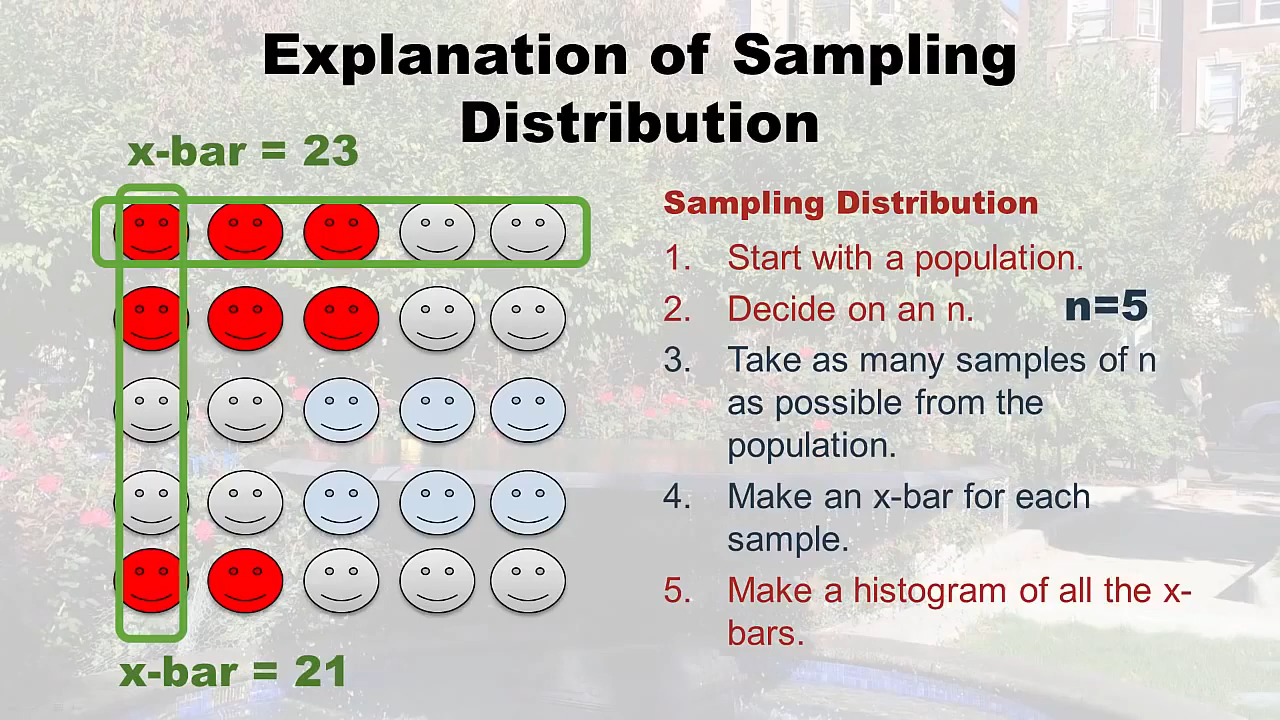 Explanation of Sampling
Distribution
x-bar = 23
Sampling Distribution
1. Start with a population.
2. Decide on an n. n=5
3. Take as many samples of n
as possible from the
population.
4. Make an x-bar for each
sample.
5. Make a histogram of all the x-
bars.
x-bar = 21